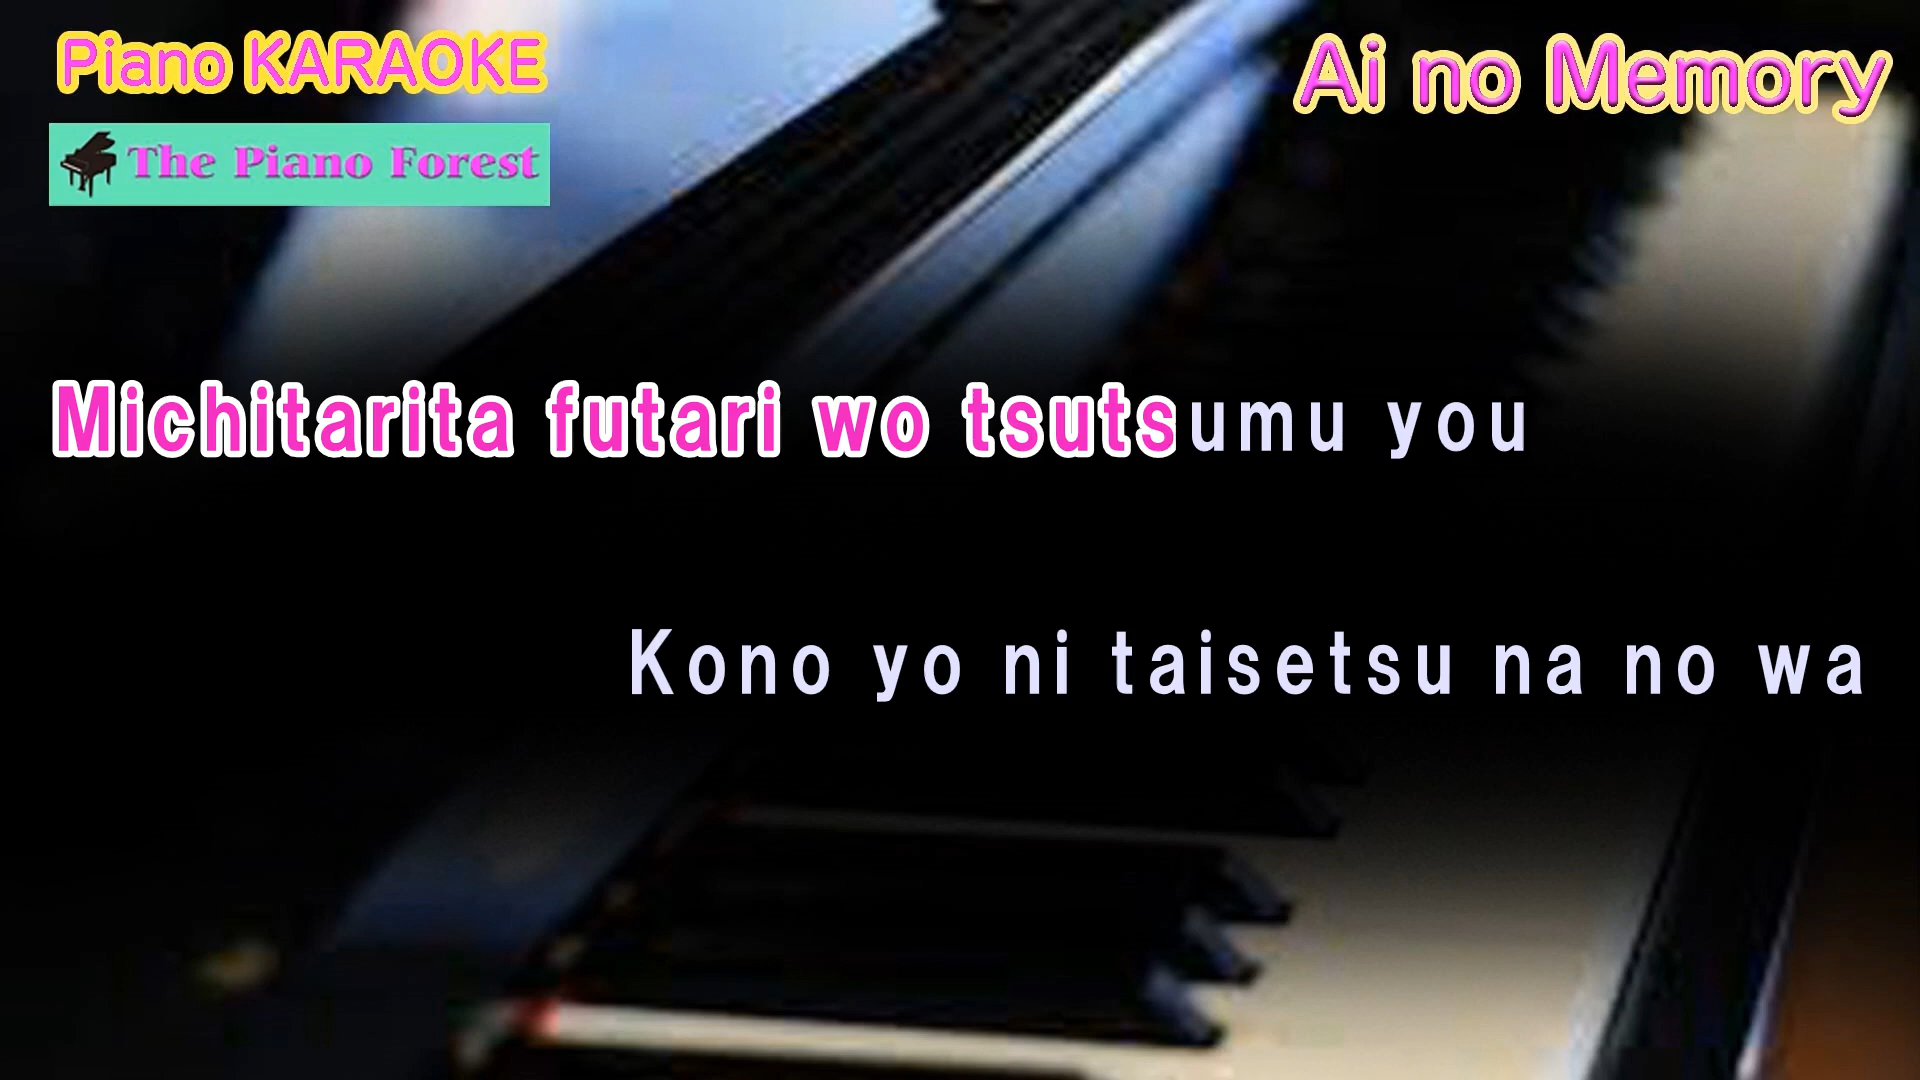 Piano KARAOKE
Ai no Memory
The Piano Forest
Michitarita futari wo tsutsumu you
Kono yo ni taisetsu na no wa